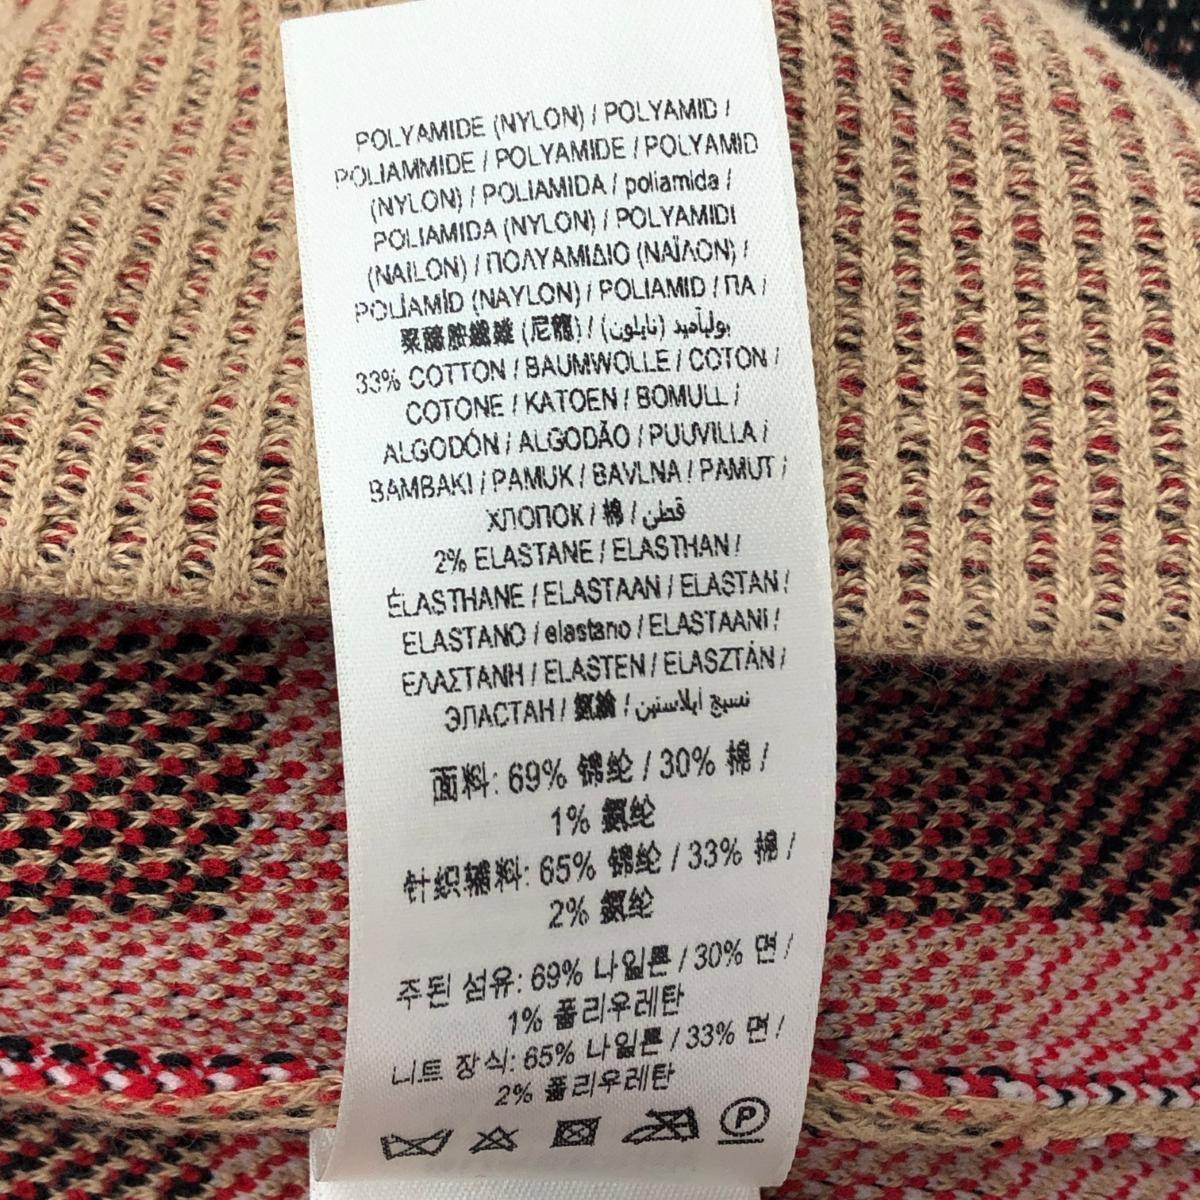 POLYAMIDE (NYLON) / POLYAMID /
POLIAMMIDE / POLYAMIDE / POLYAMID
(NYLON) / POLIAMIDA / poliamida /
POLIAMIDA (NYLON) / POLYAMIDI
(NAILON) / ΠΟΛΥΑΜΙΔΙΟ (ΝΑΪΛΟΝ) /
POLİAMİD (NAYLON) / POLIAMID / ПА /
聚醯胺纖維 (尼龍) / بوليأميد (نايلون)
33% COTTON / BAUMWOLLE / COTON /
COTONE / KATOEN / BOMULL /
ALGODÓN / ALGODÃO / PUUVILLA /
BAMBAKI / PAMUK / BAVLNA / PAMUT /
ХЛОПОК / 棉 / قطن
2% ELASTANE / ELASTHAN /
ÉLASTHANE / ELASTAAN / ELASTAN /
ELASTANO / elastano / ELASTAANI /
ΕΛΑΣΤΑΝΗ / ELASTEN / ELASZTÁN /
ЭЛАСТАН / 氨綸 / نسيج إيلاستين
面料: 69% 锦纶 / 30% 棉 /
1% 氨纶
针织辅料: 65% 锦纶 / 33% 棉 /
2% 氨纶
주된 섬유: 69% 나일론 / 30% 면 /
1% 폴리우레탄
니트 장식: 65% 나일론 / 33% 면 /
2% 폴리우레탄
P